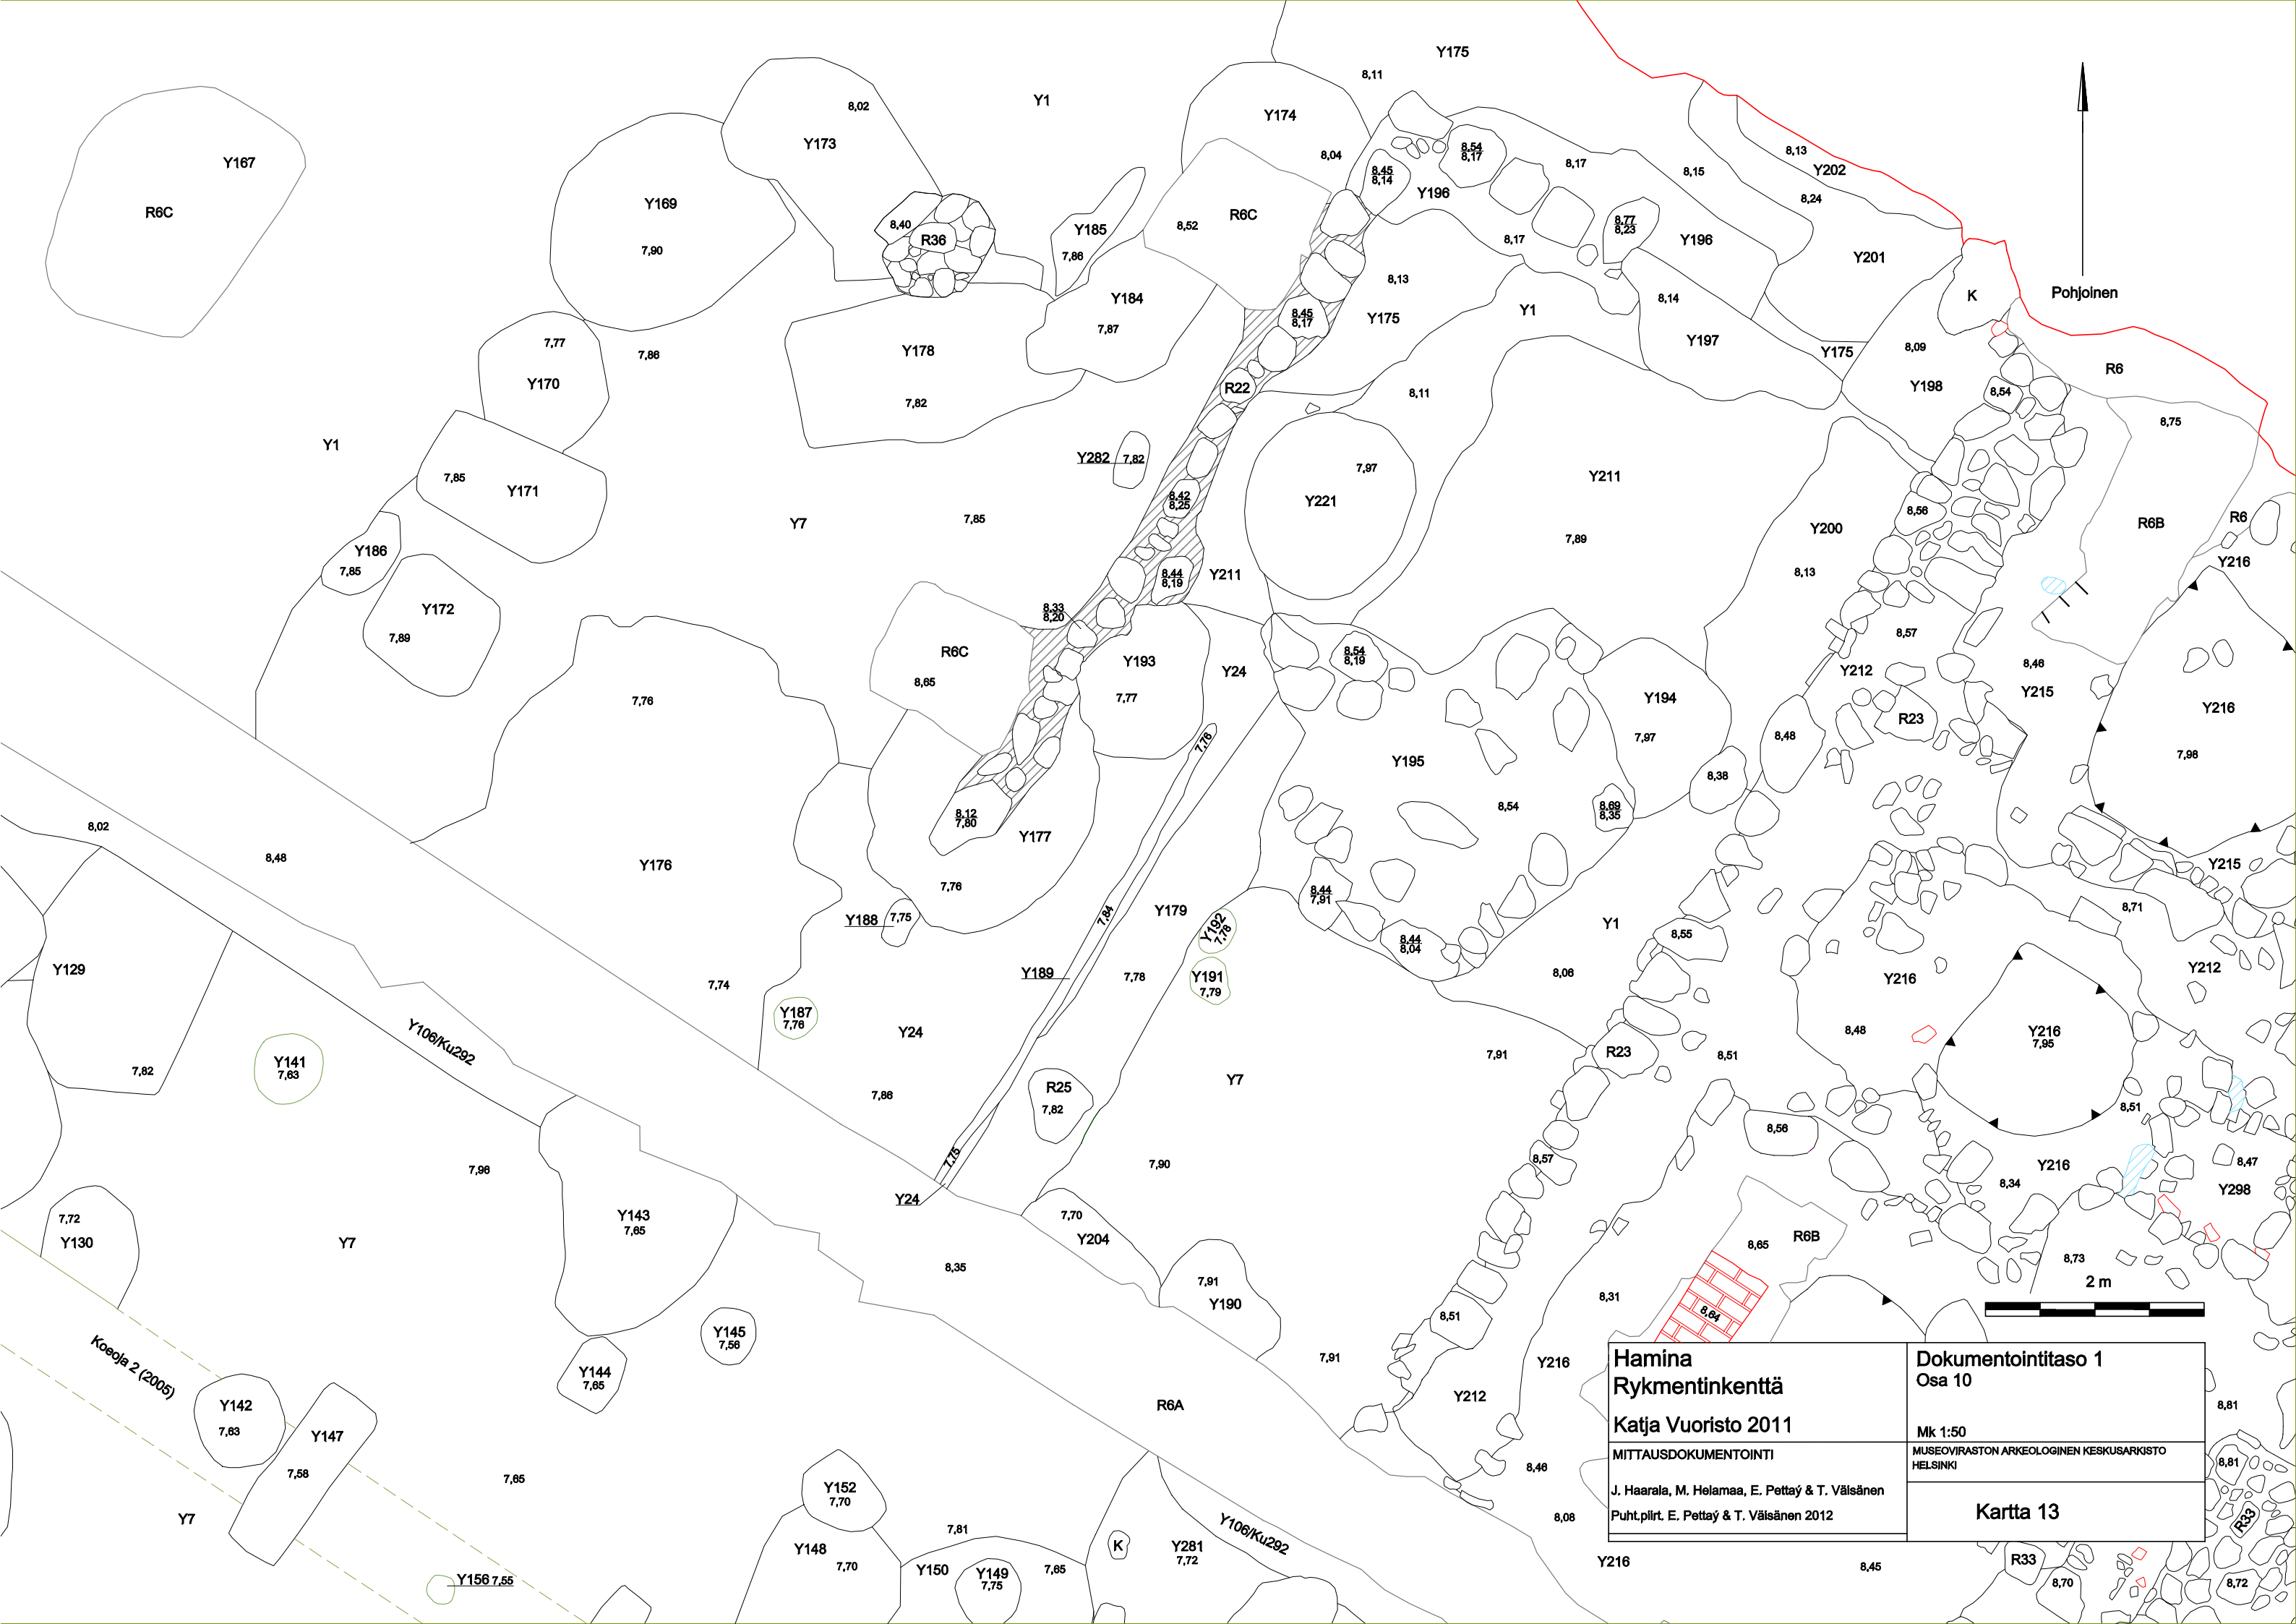 Y175
8,11
Y1
8,02
Y174
Y173
8,04
8,54
8,17
8,17
8,13
Y167
8,45
8,14
8,15
Y202
Y196
8,24
Y169
R6C
R6C
8,52
8,40
R36
Y185
8,77
8,23
Y196
7,90
7,86
8,17
Y201
8,13
Y184
8,14
K
Pohjoinen
7,87
8,45
8,17
Y175
Y1
7,77
7,86
Y178
Y197
Y175
8,09
Y170
R22
Y198
R6
8,54
7,82
8,11
8,75
Y1
Y282 7,82
7,97
7,85
Y171
Y211
8,42
8,25
Y221
Y7
7,85
8,56
Y200
R6B
R6
Y186
7,89
7,85
8,44
8,19
Y211
8,13
Y216
Y172
8,33
8,20
7,89
8,57
R6C
Y193
8,54
8,19
Y24
Y212
8,46
8,65
Y215
7,76
7,77
Y194
Y216
R23
7,76
7,97
8,48
7,98
Y195
8,38
8,12
7,80
8,54
8,69
8,35
8,02
Y177
8,48
Y176
Y215
7,76
8,44
7,91
8,71
Y188 7,75
7,84
Y179
Y192
7,78
Y1
8,55
8,44
8,04
Y129
Y189
7,78
Y191
7,79
8,06
Y216
Y212
7,74
Y187
7,76
Y24
8,48
Y216
7,95
Y106/Ku292
7,91
R23
8,51
7,82
Y141
7,63
R25
7,82
Y7
7,86
8,51
8,56
7,96
7,75
7,90
8,57
Y216
8,47
8,34
Y298
Y24
7,72
Y130
Y143
7,65
7,70
Y204
Y7
8,65
R6B
8,73
8,35
7,91
2 m
Y190
8,31
8,64
8,51
Y145
7,56
Koeoja 2 (2005)
7,91
Y216
Hamina
Rykmentinkenttä
Dokumentointitaso 1
Osa 10
Y144
7,65
Y142
Y212
R6A
8,81
Katja Vuoristo 2011
Mk 1:50
7,63
Y147
MITTAUSDOKUMENTOINTI
MUSEOVIRASTON ARKEOLOGINEN KESKUSARKISTO
HELSINKI
8,81
7,58
7,65
8,46
Y152
7,70
J. Haarala, M. Helamaa, E. Pettaý & T. Väisänen
Puht.piirt. E. Pettaý & T. Väisänen 2012
Kartta 13
Y7
7,81
8,08
R33
Y106/Ku292
Y148
7,70
K
Y281
7,72
Y150
Y149
7,75
7,65
Y216
8,45
R33
Y156 7,55
8,70
8,72